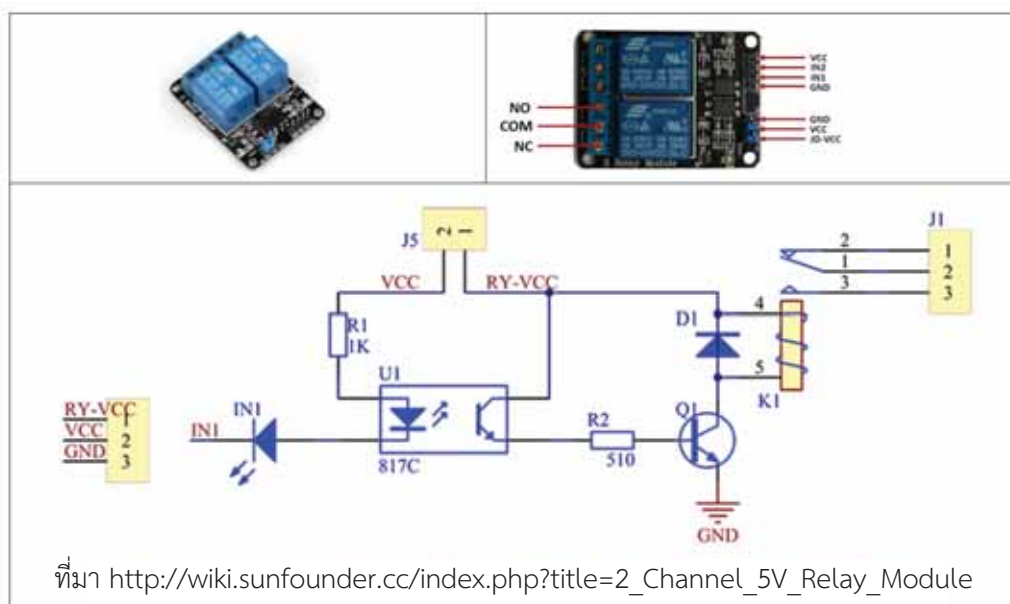 VCC
IN2
IN1
GND
NO
COM
NC
GND
VCC
JD-VCC
J5
2 1
VCC
RY-VCC
J1
2
1
3
1
2
3
R1
1K
D1
4
5
K1
U1
817C
IN1
IN1
RY-VCC
VCC
GND
1
2
3
R2
510
Q1
GND
ที่มา http://wiki.sunfounder.cc/index.php?title=2_Channel_5V_Relay_Module